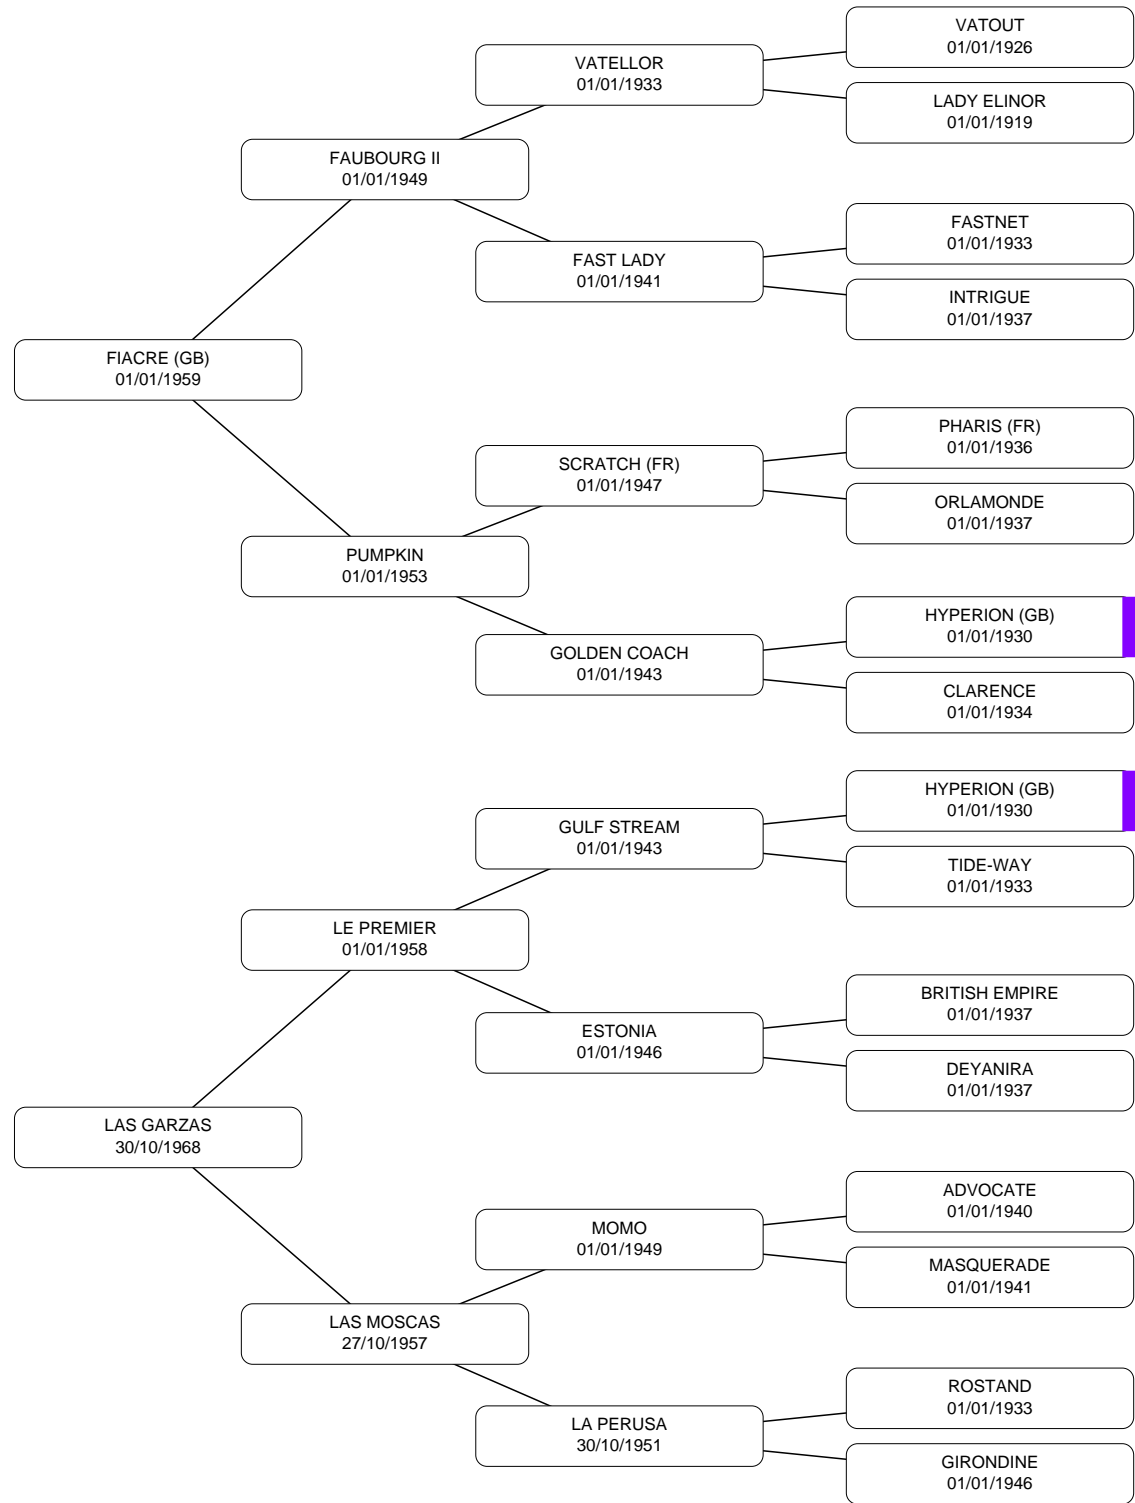 VATOUT
01/01/1926
VATELLOR
01/01/1933
LADY ELINOR
01/01/1919
FAUBOURG II
01/01/1949
FASTNET
01/01/1933
FAST LADY
01/01/1941
INTRIGUE
01/01/1937
FIACRE (GB)
01/01/1959
PHARIS (FR)
01/01/1936
SCRATCH (FR)
01/01/1947
ORLAMONDE
01/01/1937
PUMPKIN
01/01/1953
HYPERION (GB)
01/01/1930
GOLDEN COACH
01/01/1943
CLARENCE
01/01/1934
HYPERION (GB)
01/01/1930
GULF STREAM
01/01/1943
TIDE-WAY
01/01/1933
LE PREMIER
01/01/1958
BRITISH EMPIRE
01/01/1937
ESTONIA
01/01/1946
DEYANIRA
01/01/1937
LAS GARZAS
30/10/1968
ADVOCATE
01/01/1940
MOMO
01/01/1949
MASQUERADE
01/01/1941
LAS MOSCAS
27/10/1957
ROSTAND
01/01/1933
LA PERUSA
30/10/1951
GIRONDINE
01/01/1946